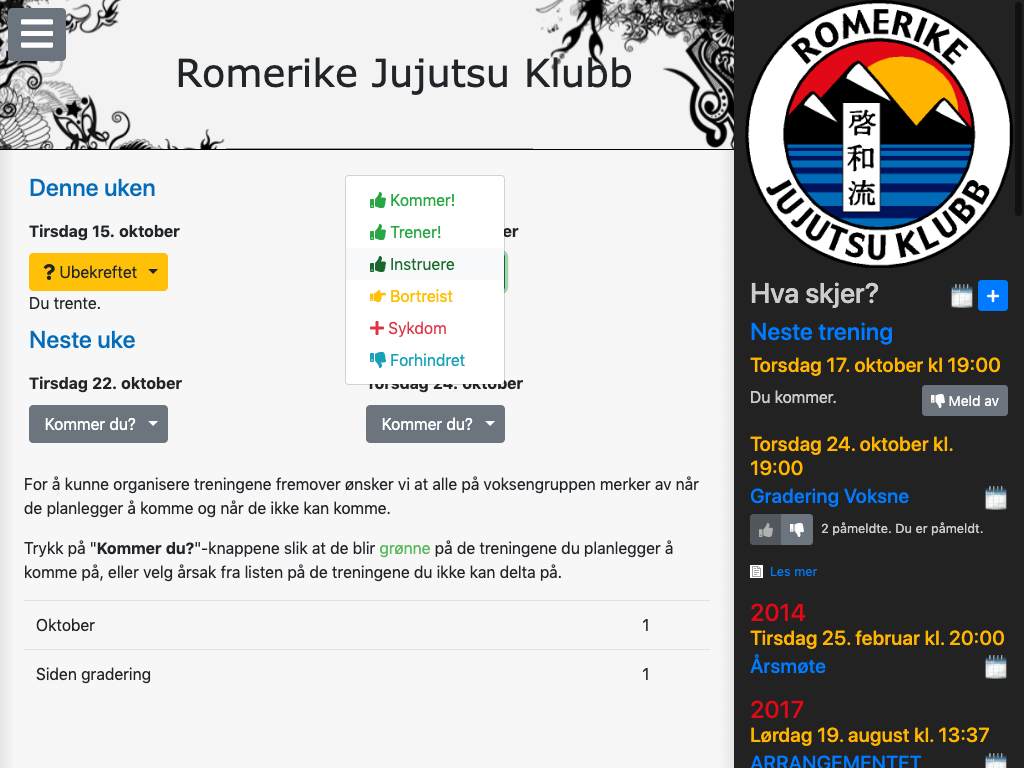 Romerike Jujutsu Klubb
Denne uken
Tirsdag 15. oktober
er
Ubekreftet
Du trente.
Kommer!
Trener!
Instruere
Bortreist
Sykdom
Forhindret
Neste uke
Tirsdag 22. oktober
Torsdag 24. oktober
Kommer du?
Kommer du?
For å kunne organisere treningene fremover ønsker vi at alle på voksengruppen merker av når
de planlegger å komme og når de ikke kan komme.
Trykk på "Kommer du?"-knappene slik at de blir grønne på de treningene du planlegger å
komme på, eller velg årsak fra listen på de treningene du ikke kan delta på.
Oktober 1
Siden gradering 1
ROMERIKE
啓和流
JUJUTSU KLUBB
Hva skjer?
Neste trening
Torsdag 17. oktober kl 19:00
Du kommer.
Meld av
Torsdag 24. oktober kl.
19:00
Gradering Voksne
2 påmeldte. Du er påmeldt.
Les mer
2014
Tirsdag 25. februar kl. 20:00
Årsmøte
2017
Lørdag 19. august kl. 13:37
ARRANGEMENTET